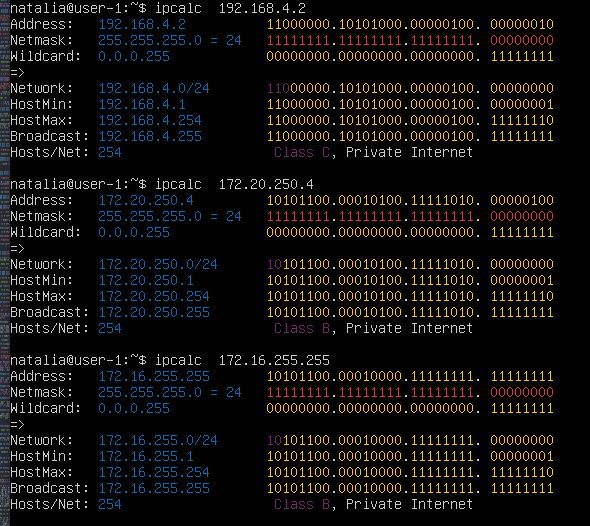 natalia@user-1:~$ ipcalc  192.168.4.2
Address:   192.168.4.2          11000000.10101000.00000100. 00000010
Netmask:   255.255.255.0 = 24   11111111.11111111.11111111. 00000000
Wildcard:  0.0.0.255            00000000.00000000.00000000. 11111111
=>
Network:   192.168.4.0/24       11000000.10101000.00000100. 00000000
HostMin:   192.168.4.1          11000000.10101000.00000100. 00000001
HostMax:   192.168.4.254        11000000.10101000.00000100. 11111110
Broadcast: 192.168.4.255        11000000.10101000.00000100. 11111111
Hosts/Net: 254                   Class C, Private Internet
natalia@user-1:~$ ipcalc  172.20.250.4
Address:   172.20.250.4         10101100.00010100.11111010. 00000100
Netmask:   255.255.255.0 = 24   11111111.11111111.11111111. 00000000
Wildcard:  0.0.0.255            00000000.00000000.00000000. 11111111
=>
Network:   172.20.250.0/24      10101100.00010100.11111010. 00000000
HostMin:   172.20.250.1         10101100.00010100.11111010. 00000001
HostMax:   172.20.250.254       10101100.00010100.11111010. 11111110
Broadcast: 172.20.250.255       10101100.00010100.11111010. 11111111
Hosts/Net: 254                   Class B, Private Internet
natalia@user-1:~$ ipcalc  172.16.255.255
Address:   172.16.255.255       10101100.00010000.11111111. 11111111
Netmask:   255.255.255.0 = 24   11111111.11111111.11111111. 00000000
Wildcard:  0.0.0.255            00000000.00000000.00000000. 11111111
=>
Network:   172.16.255.0/24      10101100.00010000.11111111. 00000000
HostMin:   172.16.255.1         10101100.00010000.11111111. 00000001
HostMax:   172.16.255.254       10101100.00010000.11111111. 11111110
Broadcast: 172.16.255.255       10101100.00010000.11111111. 11111111
Hosts/Net: 254                   Class B, Private Internet